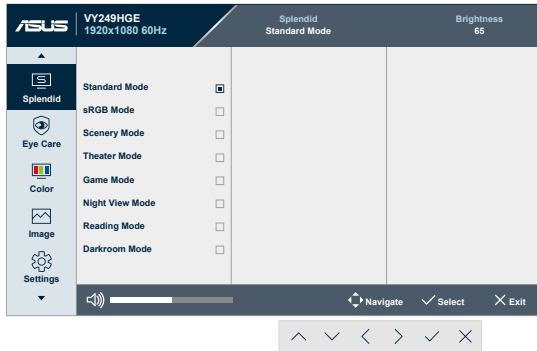 ASUS
VY249HGE
1920x1080 60Hz
Splendid
Standard Mode
Brightness
65
Splendid
Eye Care
Color
Image
Settings
Standard Mode
sRGB Mode
Scenery Mode
Theater Mode
Game Mode
Night View Mode
Reading Mode
Darkroom Mode
Navigate
Select
Exit